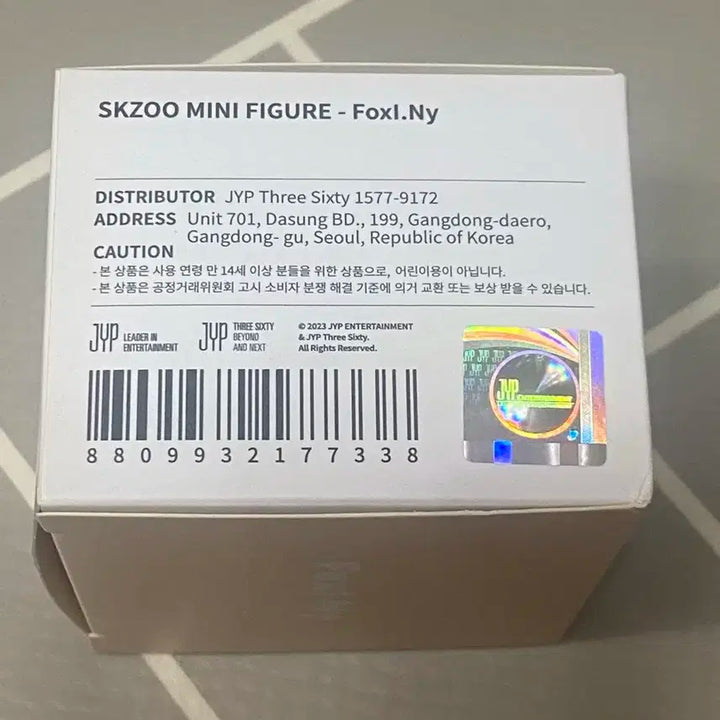 SKZOO MINI FIGURE - FoxI.Ny
DISTRIBUTOR JYP Three Sixty 1577-9172
ADDRESS Unit 701, Dasung BD., 199, Gangdong-daero,
Gangdong- gu, Seoul, Republic of Korea
CAUTION
- 본 상품은 사용 연령 만 14세 이상 분들을 위한 상품으로, 어린이용이 아닙니다.
- 본 상품은 공정거래위원회 고시 소비자 분쟁 해결 기준에 의거 교환 또는 보상 받을 수 있습니다.
JYP LEADER IN
ENTERTAINMENT
JYP THREE SIXTY
BEYOND
AND NEXT
© 2023 JYP ENTERTAINMENT
& JYP Three Sixty.
All Rights Reserved.
JYP JYP JYP
JYP
ENTERTAINMENT
8809932177338